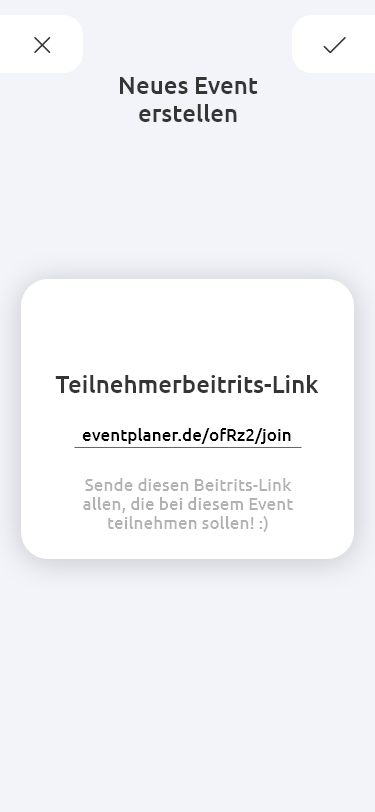 Neues Event
erstellen
Teilnehmerbeitrits-Link
eventplaner.de/ofRz2/join
Sende diesen Beitrits-Link
allen, die bei diesem Event
teilnehmen sollen! :)